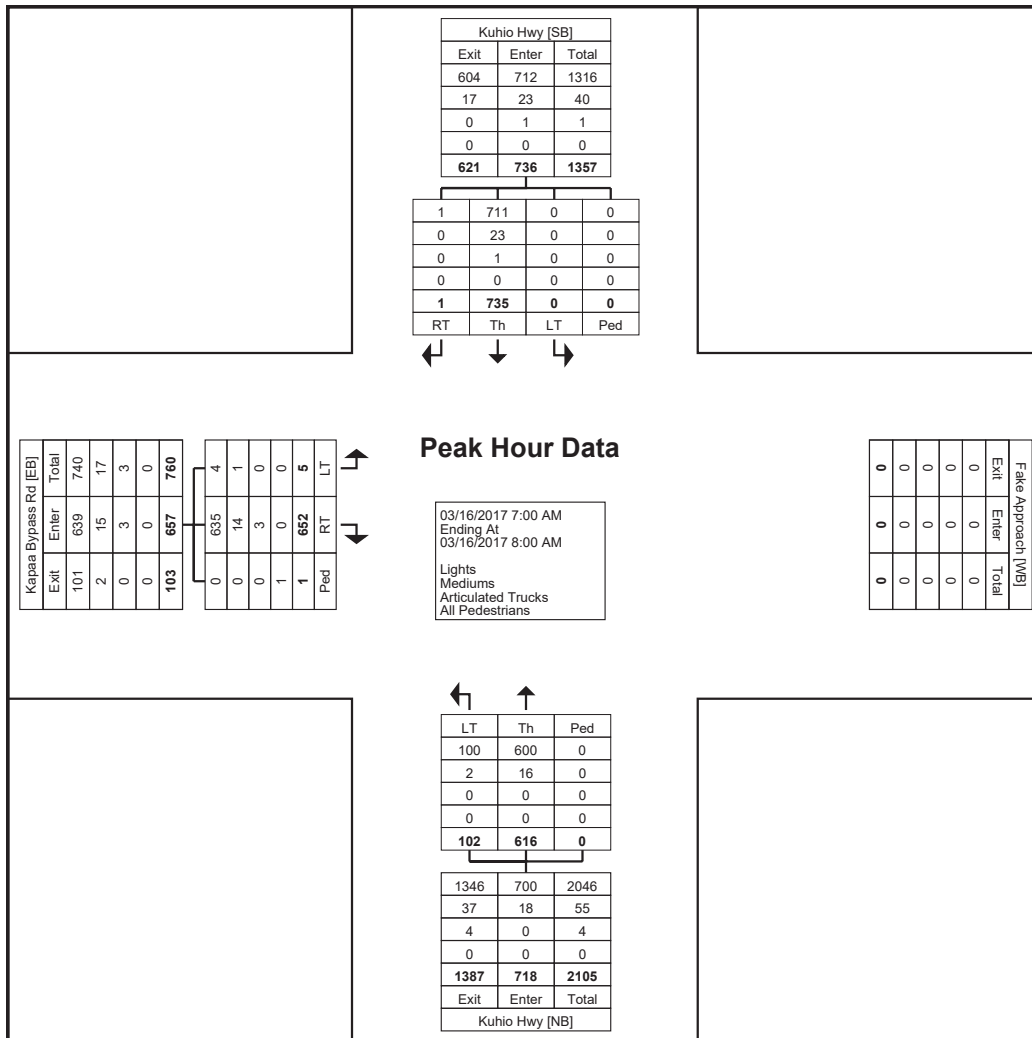 Kuhio Hwy [SB]
Exit Enter Total
604 712 1316
17 23 40
0 1 1
0 0 0
621 736 1357
1 711 0 0
0 23 0 0
0 1 0 0
0 0 0 0
1 735 0 0
RT Th LT Ped
Peak Hour Data
Kapaa Bypass Rd [EB]
Exit Enter Total
101 639 740
2 15 17
0 3 3
0 0 0
103 657 760
0 635 4
0 14 1
0 3 0
1 0 0
1 652 5
Ped RT LT
03/16/2017 7:00 AM
Ending At
03/16/2017 8:00 AM
Lights
Mediums
Articulated Trucks
All Pedestrians
Fake Approach [WB]
Exit Enter Total
0 0 0
0 0 0
0 0 0
0 0 0
0 0 0
LT Th Ped
100 600 0
2 16 0
0 0 0
0 0 0
102 616 0
1346 700 2046
37 18 55
4 0 4
0 0 0
1387 718 2105
Exit Enter Total
Kuhio Hwy [NB]